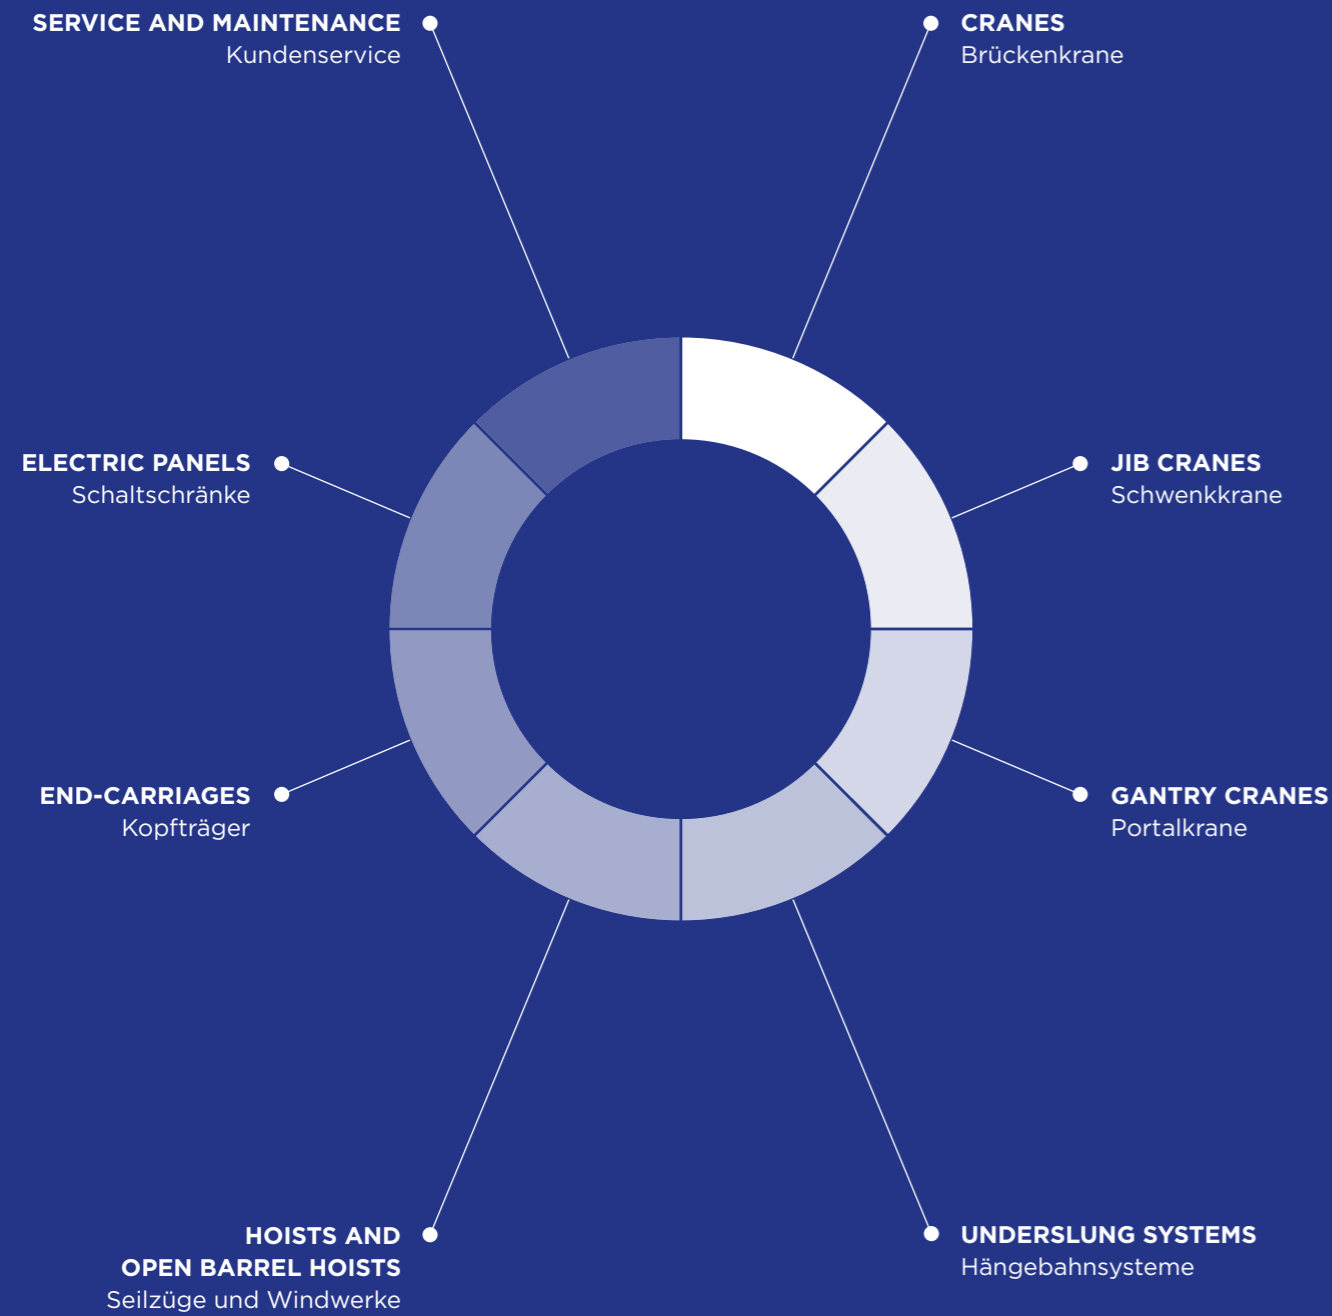 SERVICE AND MAINTENANCE
Kundenservice
CRANES
Brückenkrane
ELECTRIC PANELS
Schaltschränke
JIB CRANES
Schwenkkrane
END-CARRIAGES
Kopfträger
GANTRY CRANES
Portalkrane
HOISTS AND
OPEN BARREL HOISTS
Seilzüge und Windwerke
UNDERSLUNG SYSTEMS
Hängebahnsysteme